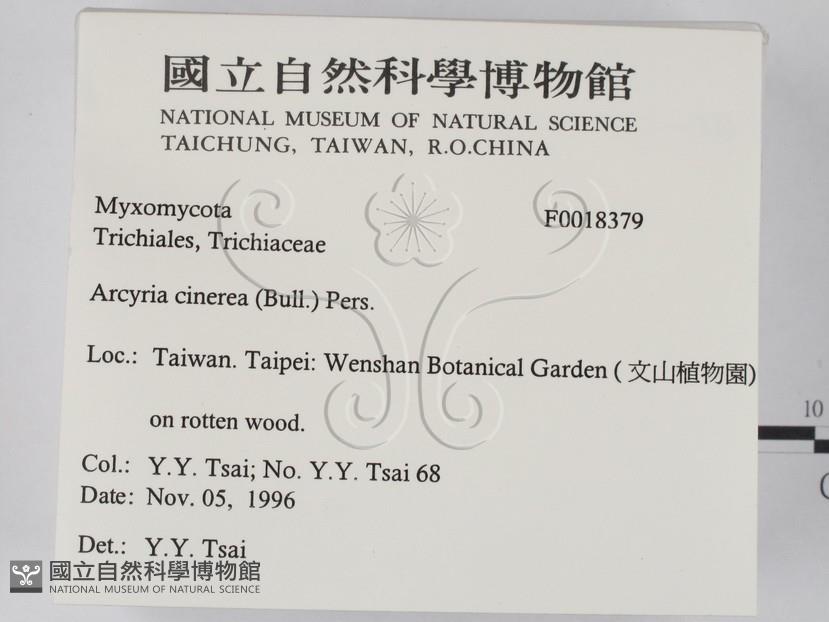 國立自然科學博物館
NATIONAL MUSEUM OF NATURAL SCIENCE
TAICHUNG, TAIWAN, R.O.CHINA
Myxomycota
F0018379
Trichiales, Trichiaceae
Arcyria cinerea (Bull.) Pers.
Loc.: Taiwan. Taipei: Wenshan Botanical Garden (文山植物園)
on rotten wood.
Col.: Y.Y. Tsai; No. Y.Y. Tsai 68
Date: Nov. 05, 1996
Det.: Y.Y. Tsai
10
國立自然科學博物館
NATIONAL MUSEUM OF NATURAL SCIENCE